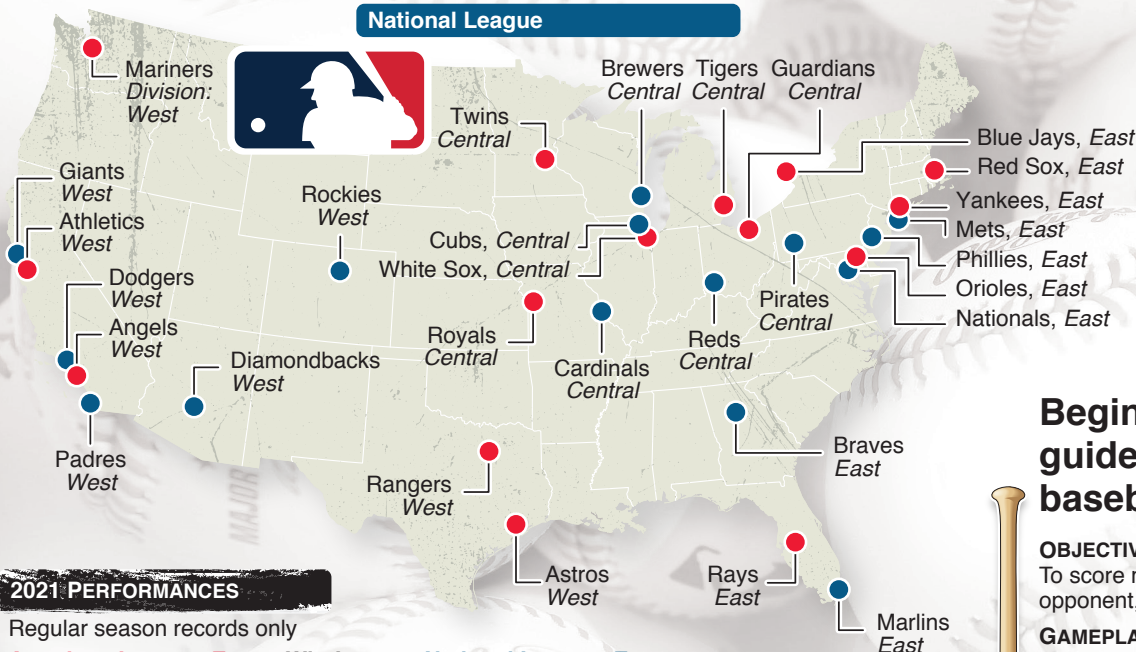 National League
Mariners
Division:
West
Giants
West
Athletics
West
Dodgers
West
Angels
West
Padres
West
Diamondbacks
West
Rockies
West
Twins
Central
Cubs, Central
White Sox, Central
Royals
Central
Rangers
West
Astros
West
Brewers
Central
Tigers
Central
Guardians
Central
Cardinals
Central
Reds
Central
Pirates
Central
Blue Jays, East
Red Sox, East
Yankees, East
Mets, East
Phillies, East
Orioles, East
Nationals, East
Braves
East
Rays
East
Marlins
East
2021 PERFORMANCES
Regular season records only
Begin
guide
baseb
OBJECTIV
To score
opponent,
GAMEPLA
MAJOR